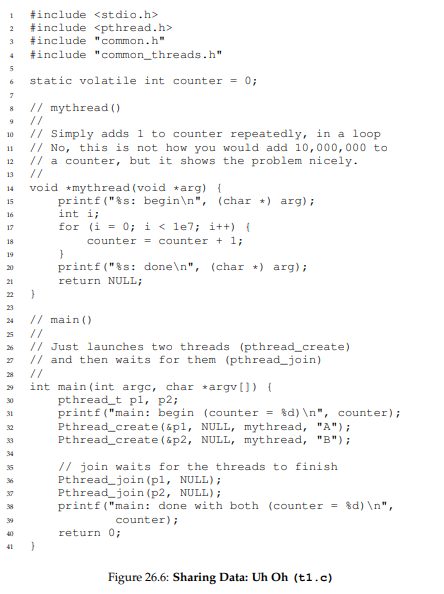 1 #include <stdio.h>
2 #include <pthread.h>
3 #include "common.h"
4 #include "common_threads.h"
5
6 static volatile int counter = 0;
7
8 // mythread()
9 //
10 // Simply adds 1 to counter repeatedly, in a loop
11 // No, this is not how you would add 10,000,000 to
12 // a counter, but it shows the problem nicely.
13 //
14 void *mythread(void *arg) {
15     printf("%s: begin\n", (char *) arg);
16     int i;
17     for (i = 0; i < 1e7; i++) {
18         counter = counter + 1;
19     }
20     printf("%s: done\n", (char *) arg);
21     return NULL;
22 }
23
24 // main()
25 //
26 // Just launches two threads (pthread_create)
27 // and then waits for them (pthread_join)
28 //
29 int main(int argc, char *argv[]) {
30     pthread_t p1, p2;
31     printf("main: begin (counter = %d)\n", counter);
32     Pthread_create(&p1, NULL, mythread, "A");
33     Pthread_create(&p2, NULL, mythread, "B");
34
35     // join waits for the threads to finish
36     Pthread_join(p1, NULL);
37     Pthread_join(p2, NULL);
38     printf("main: done with both (counter = %d)\n",
39             counter);
40     return 0;
41 }
Figure 26.6: Sharing Data: Uh Oh (t1.c)